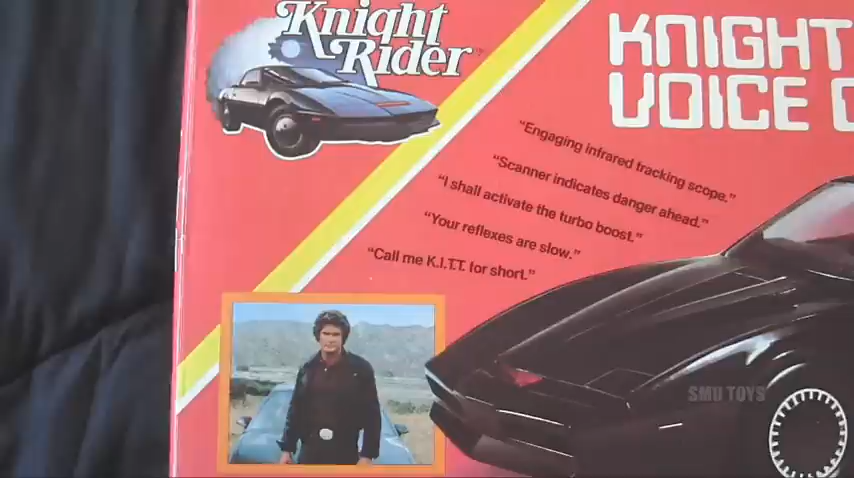 Knight
Rider
KNIGHT
VOICE
"Engaging infrared tracking scope."
"Scanner indicates danger ahead."
"I shall activate the turbo boost."
"Your reflexes are slow."
"Call me K.I.T.T. for short."
SMU TOYS